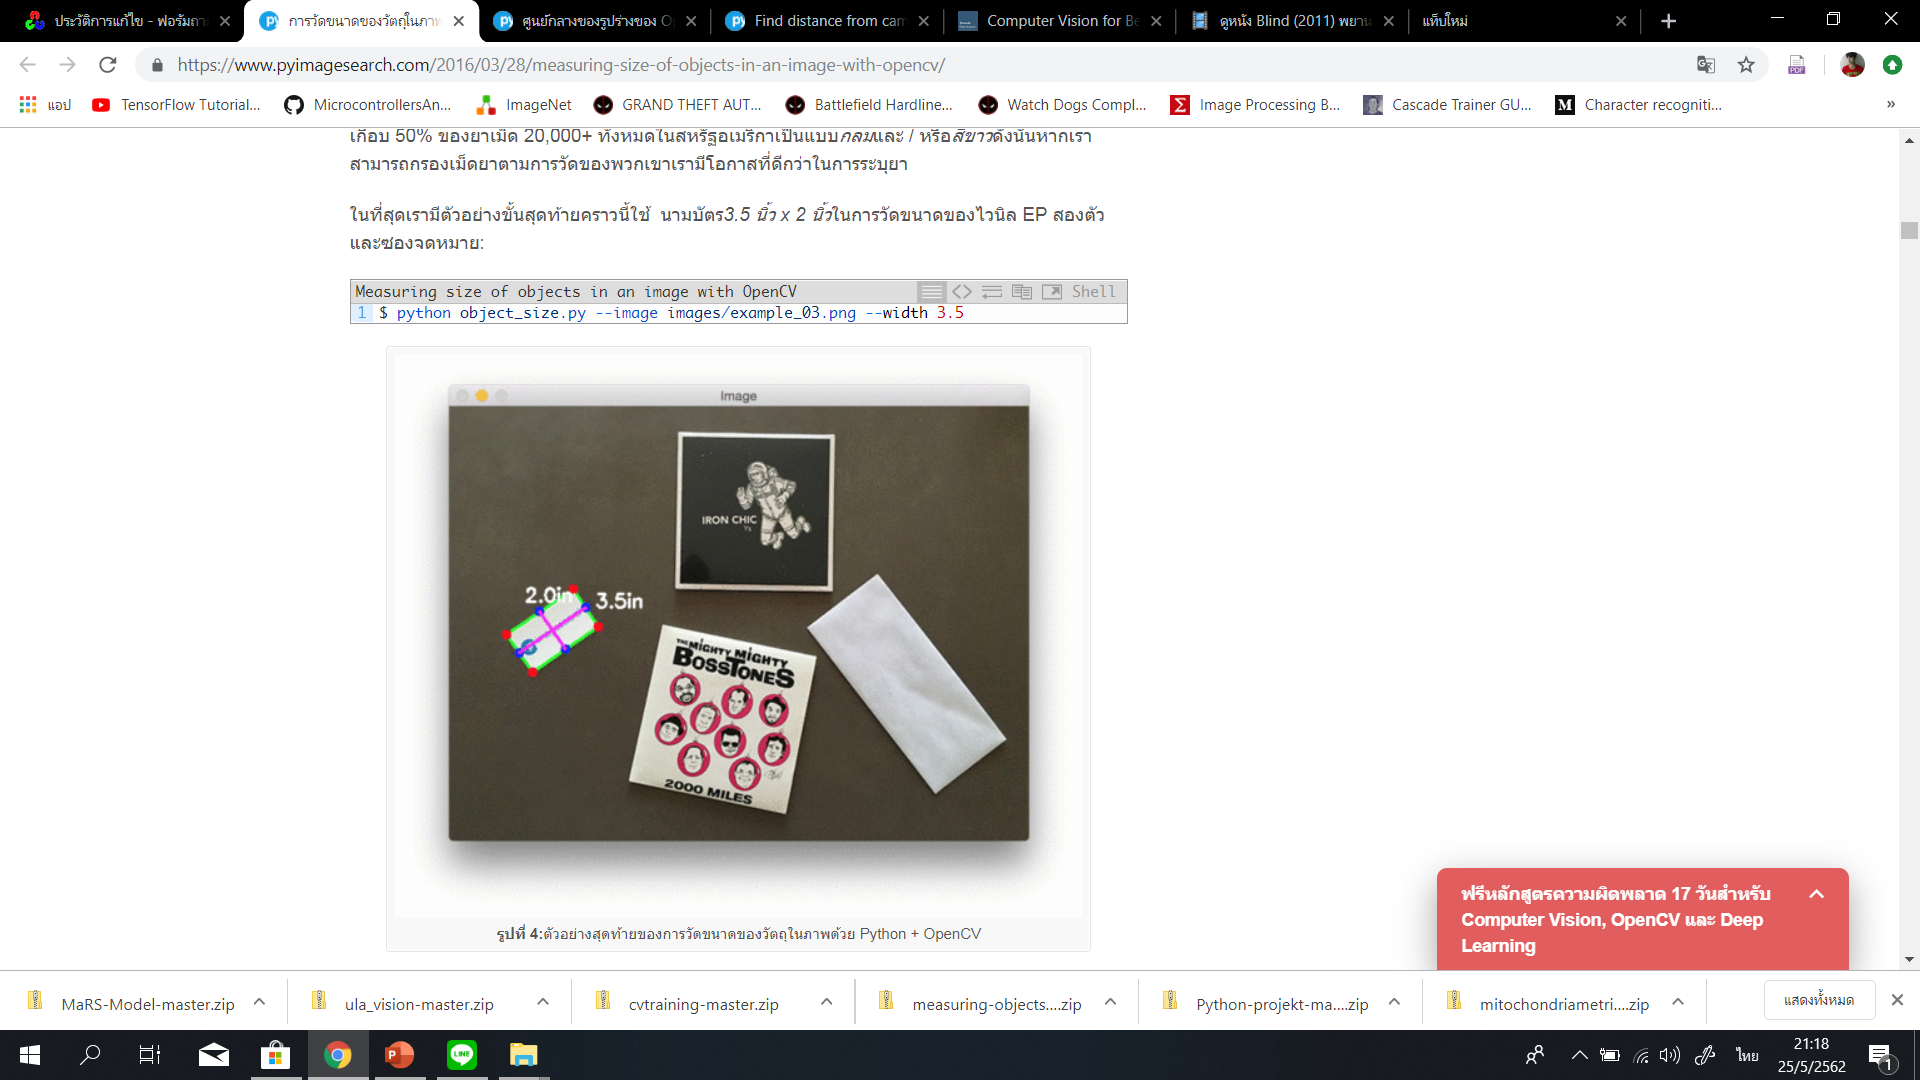 ประวัติการแก้ไข - ฟอรัมถาม
การวัดขนาดของวัตถุในภาพ
ศูนย์กลางของรูปร่างของ O
Find distance from cam
Computer Vision for Be
ดูหนัง Blind (2011) พยาน
แท็บใหม่
https://www.pyimagesearch.com/2016/03/28/measuring-size-of-objects-in-an-image-with-opencv/
แอป
TensorFlow Tutorial...
MicrocontrollersAn...
ImageNet
GRAND THEFT AUT...
Battlefield Hardline...
Watch Dogs Compl...
Image Processing B...
Cascade Trainer GU...
Character recogniti...
»
เกือบ 50% ของยาเม็ด 20,000+ ทั้งหมดในสหรัฐอเมริกาเป็นแบบกลมและ / หรือสีขาวดังนั้นหากเรา
สามารถกรองเม็ดยาตามการวัดของพวกเขาเรามีโอกาสที่ดีกว่าในการระบุยา
ในที่สุดเรามีตัวอย่างขั้นสุดท้ายคราวนี้ใช้ นามบัตร3.5 นิ้ว x 2 นิ้วในการวัดขนาดของไวนิล EP สองตัว
และซองจดหมาย:
Measuring size of objects in an image with OpenCV
Shell
1 $ python object_size.py --image images/example_03.png --width 3.5
Image
IRON CHIC
2.0in
3.5in
THE MIGHTY MIGHTY
BOSSTONES
2000 MILES
รูปที่ 4:ตัวอย่างสุดท้ายของการวัดขนาดของวัตถุในภาพด้วย Python + OpenCV
ฟรีหลักสูตรความผิดพลาด 17 วันสำหรับ
Computer Vision, OpenCV และ Deep
Learning
MaRS-Model-master.zip
ula_vision-master.zip
cvtraining-master.zip
measuring-objects....zip
Python-projekt-ma....zip
mitochondriametri....zip
แสดงทั้งหมด
LINE
ไทย
21:18
25/5/2562
1